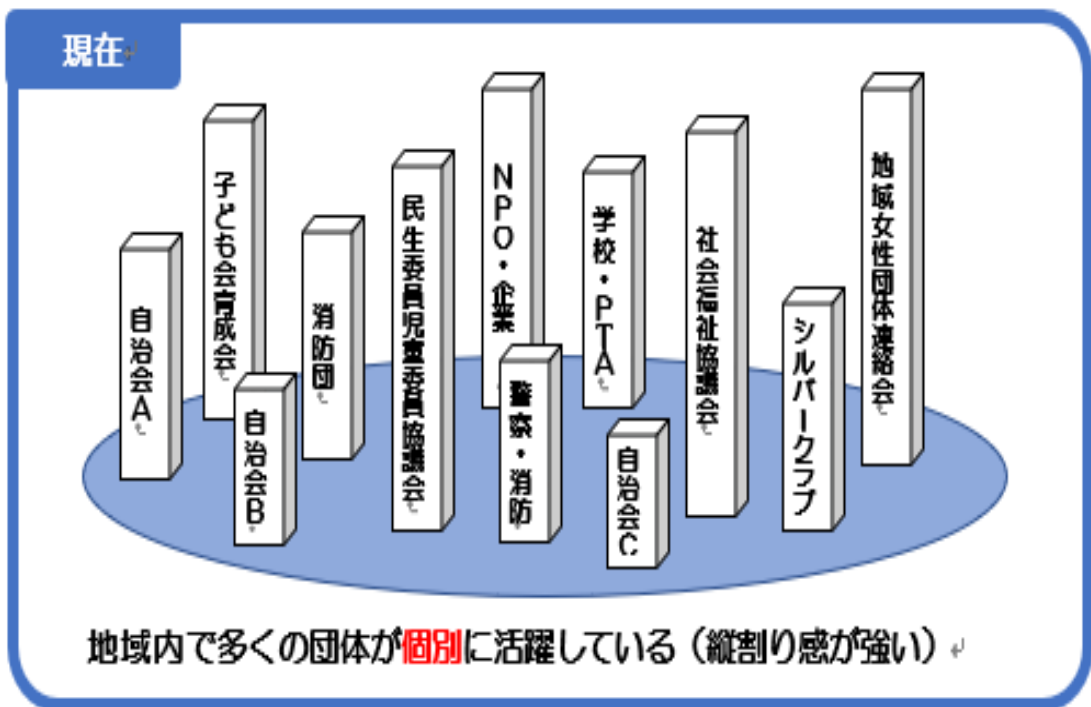 現在
自治会A
子ども会育成会
自治会B
消防団
民生委員児童委員協議会
NPO・企業
警察・消防
学校・PTA
自治会C
社会福祉協議会
シルバークラブ
地域女性団体連絡会
地域内で多くの団体が個別に活躍している(縦割り感が強い)